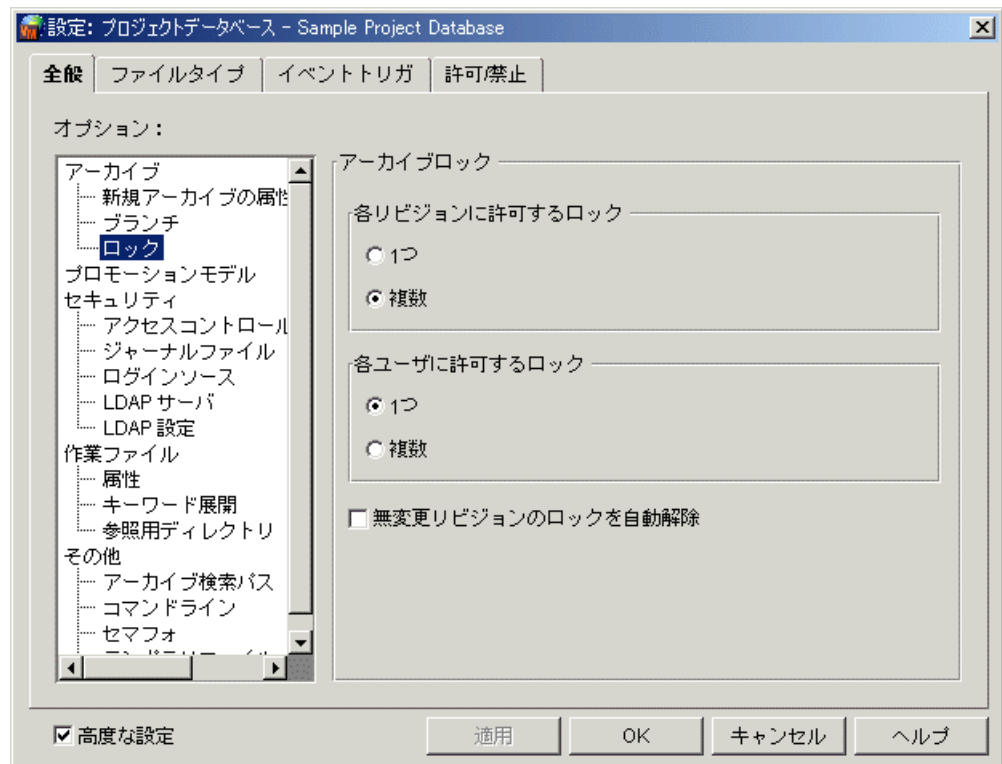 設定: プロジェクトデータベース – Sample Project Database
全般 ファイルタイプ イベントトリガ 許可/禁止
オプション：
アーカイブ
新規アーカイブの属性
ブランチ
ロック
プロモーションモデル
セキュリティ
アクセスコントロール
ジャーナルファイル
ログインソース
LDAP サーバ
LDAP 設定
作業ファイル
属性
キーワード展開
参照用ディレクトリ
その他
アーカイブ検索パス
コマンドライン
セマフォ
アーカイブロック
各リビジョンに許可するロック
1つ
複数
各ユーザに許可するロック
1つ
複数
無変更リビジョンのロックを自動解除
高度な設定 適用 OK キャンセル ヘルプ